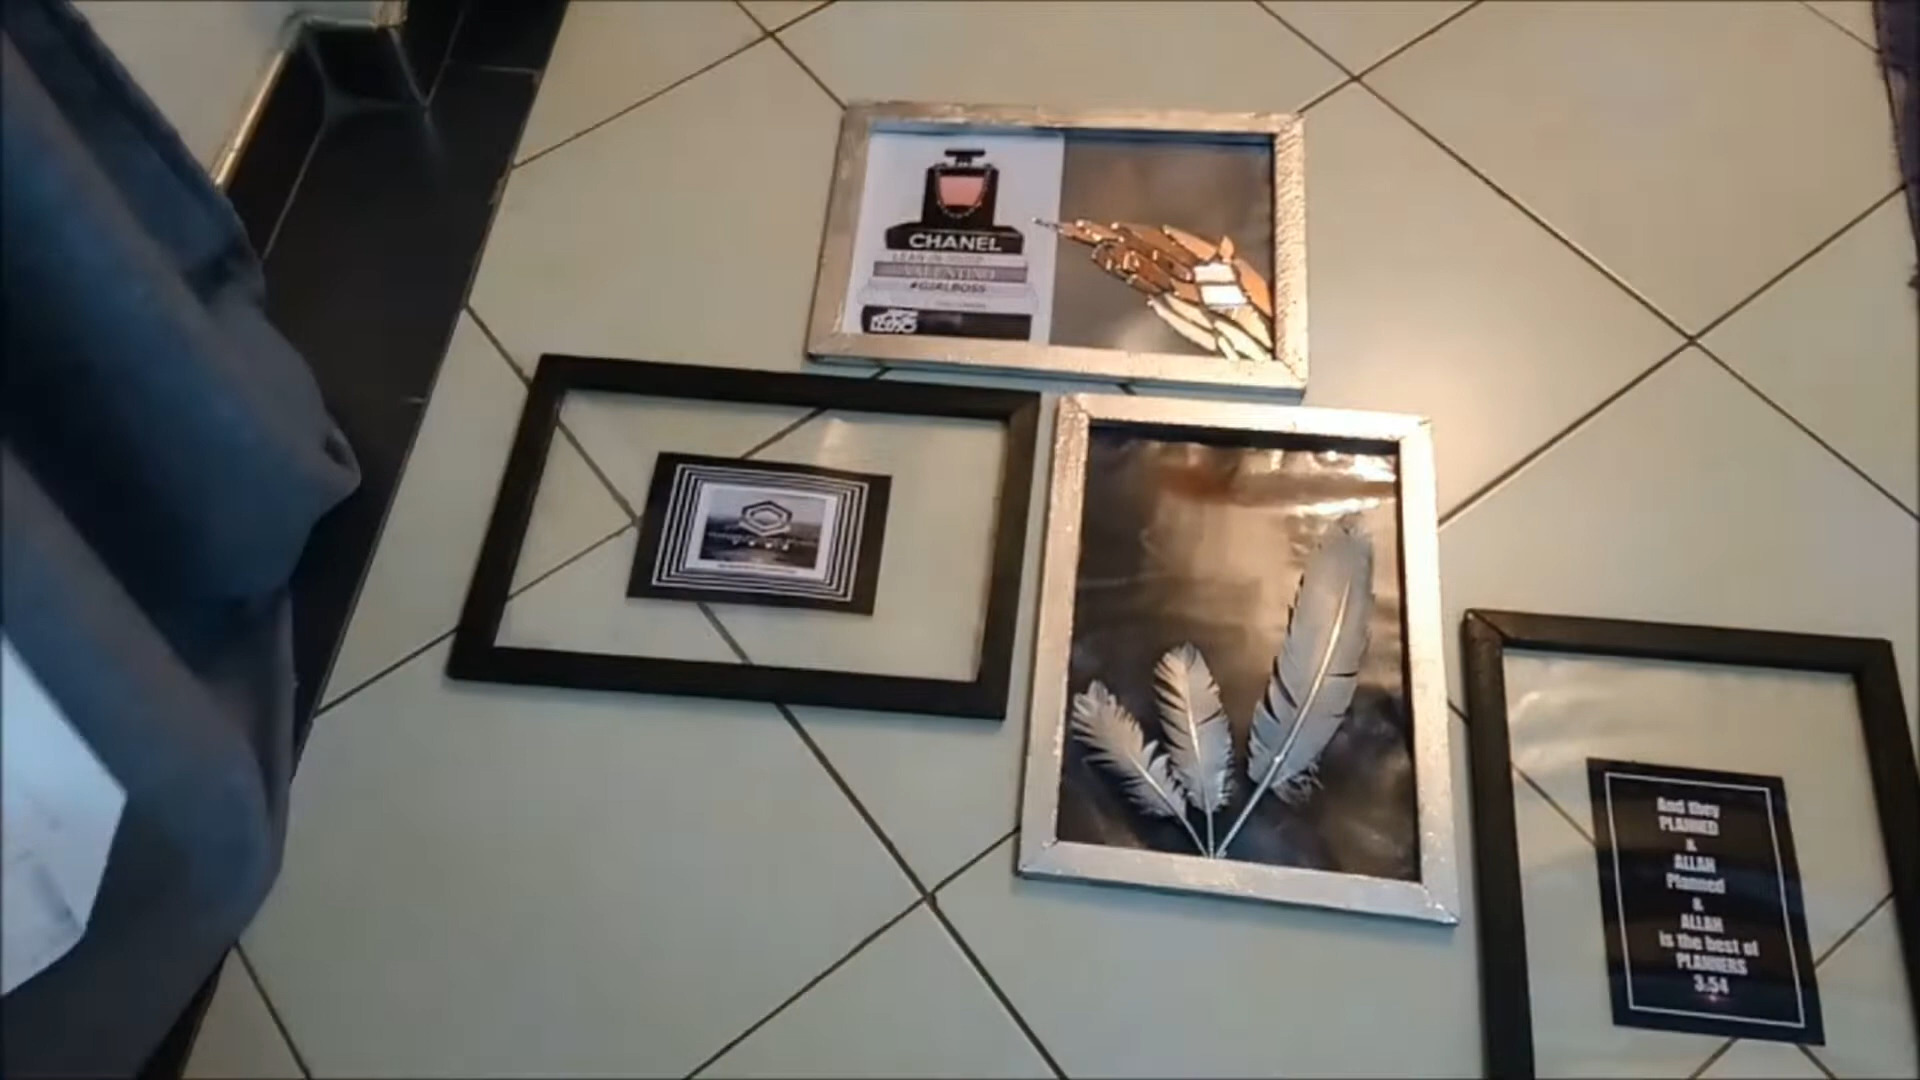 CHANEL
VALENTINO
#GIRLBOSS
And they
PLANNED
&
ALLAH
Planned
&
ALLAH
is the best of
PLANNERS
3:54